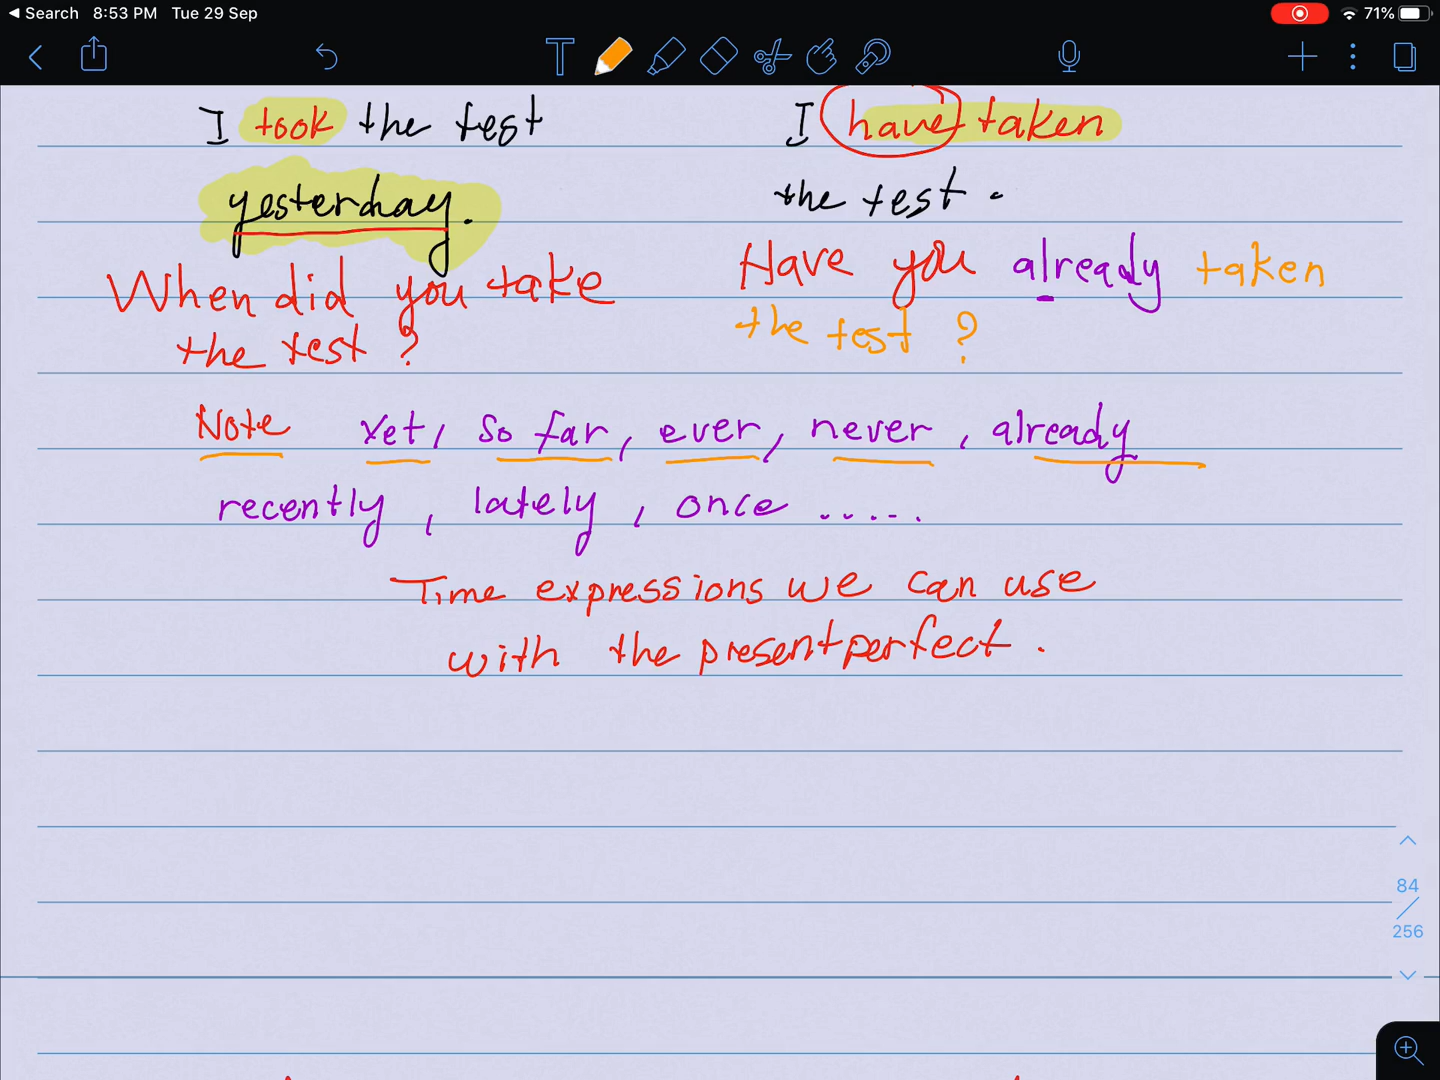 Search 8:53 PM Tue 29 Sep 71%
I took the test
yesterday.
When did you take
the test ?
I have taken
the test .
Have you already taken
the test ?
Note yet, so far, ever, never, already
recently, lately, once .....
Time expressions we can use
with the present perfect.
84
256